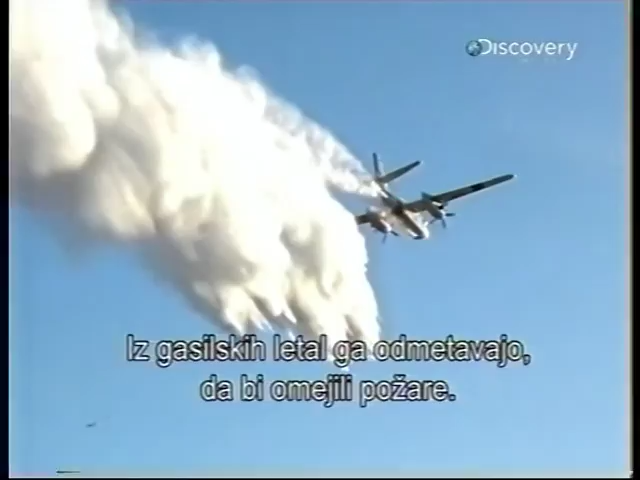 Discovery
Iz gasilskih letal ga odmetavajo,
da bi omejili požare.